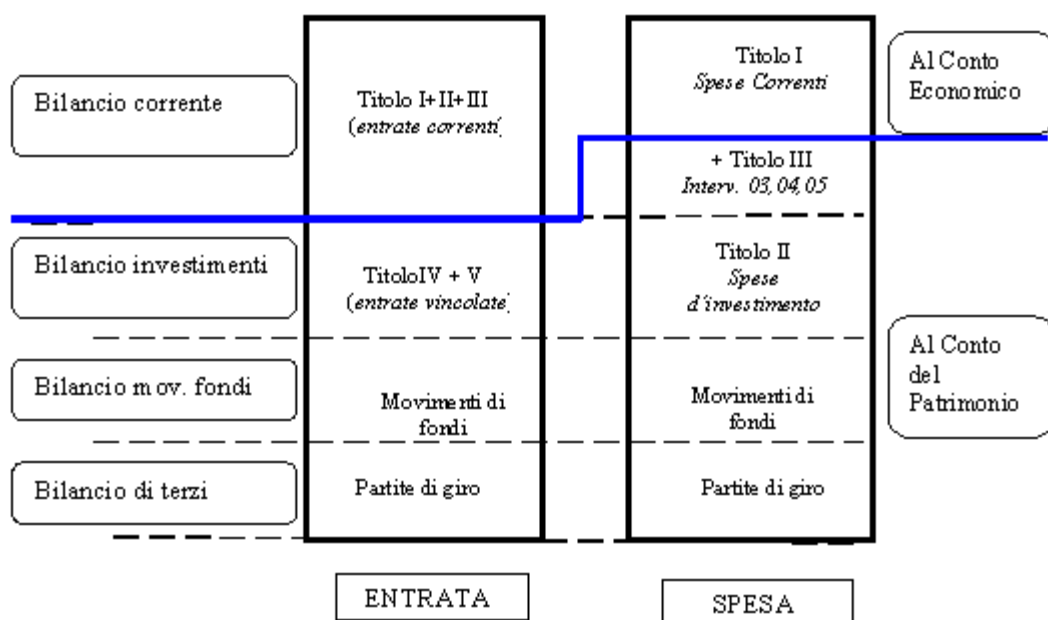 Bilancio corrente
Titolo I+II+III
(entrate correnti)
Titolo I
Spese Correnti
Al Conto
Economico
+ Titolo III
Interv. 03,04,05
Bilancio investimenti
TitoloIV + V
(entrate vincolate)
Titolo II
Spese
d'investimento
Bilancio mov. fondi
Movimenti di
fondi
Movimenti di
fondi
Al Conto
del
Patrimonio
Bilancio di terzi
Partite di giro
Partite di giro
ENTRATA
SPESA